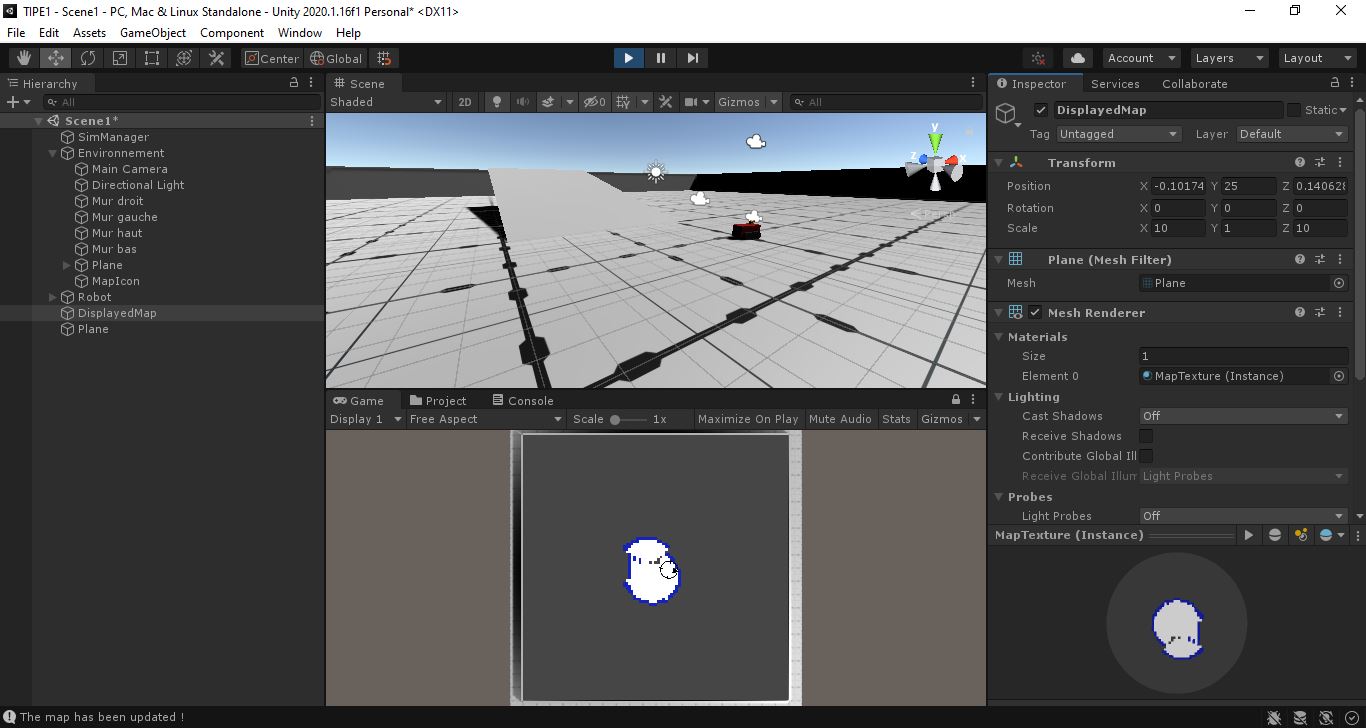 TIPE1 - Scene1 - PC, Mac & Linux Standalone - Unity 2020.1.16f1 Personal* <DX11>
File Edit Assets GameObject Component Window Help
Center Global Account Layers Layout
Hierarchy
All
Scene1*
SimManager
Environnement
Main Camera
Directional Light
Mur droit
Mur gauche
Mur haut
Mur bas
Plane
MapIcon
Robot
DisplayedMap
Plane
Scene
Shaded 2D 0 Gizmos All
y
z x
Persp
Game Project Console
Display 1 Free Aspect Scale 1x Maximize On Play Mute Audio Stats Gizmos
Inspector Services Collaborate
DisplayedMap Static
Tag Untagged Layer Default
Transform
Position X -0.10174 Y 25 Z 0.140628
Rotation X 0 Y 0 Z 0
Scale X 10 Y 1 Z 10
Plane (Mesh Filter)
Mesh Plane
Mesh Renderer
Materials
Size 1
Element 0 MapTexture (Instance)
Lighting
Cast Shadows Off
Receive Shadows
Contribute Global Ill
Receive Global Illum Light Probes
Probes
Light Probes Off
MapTexture (Instance)
The map has been updated !